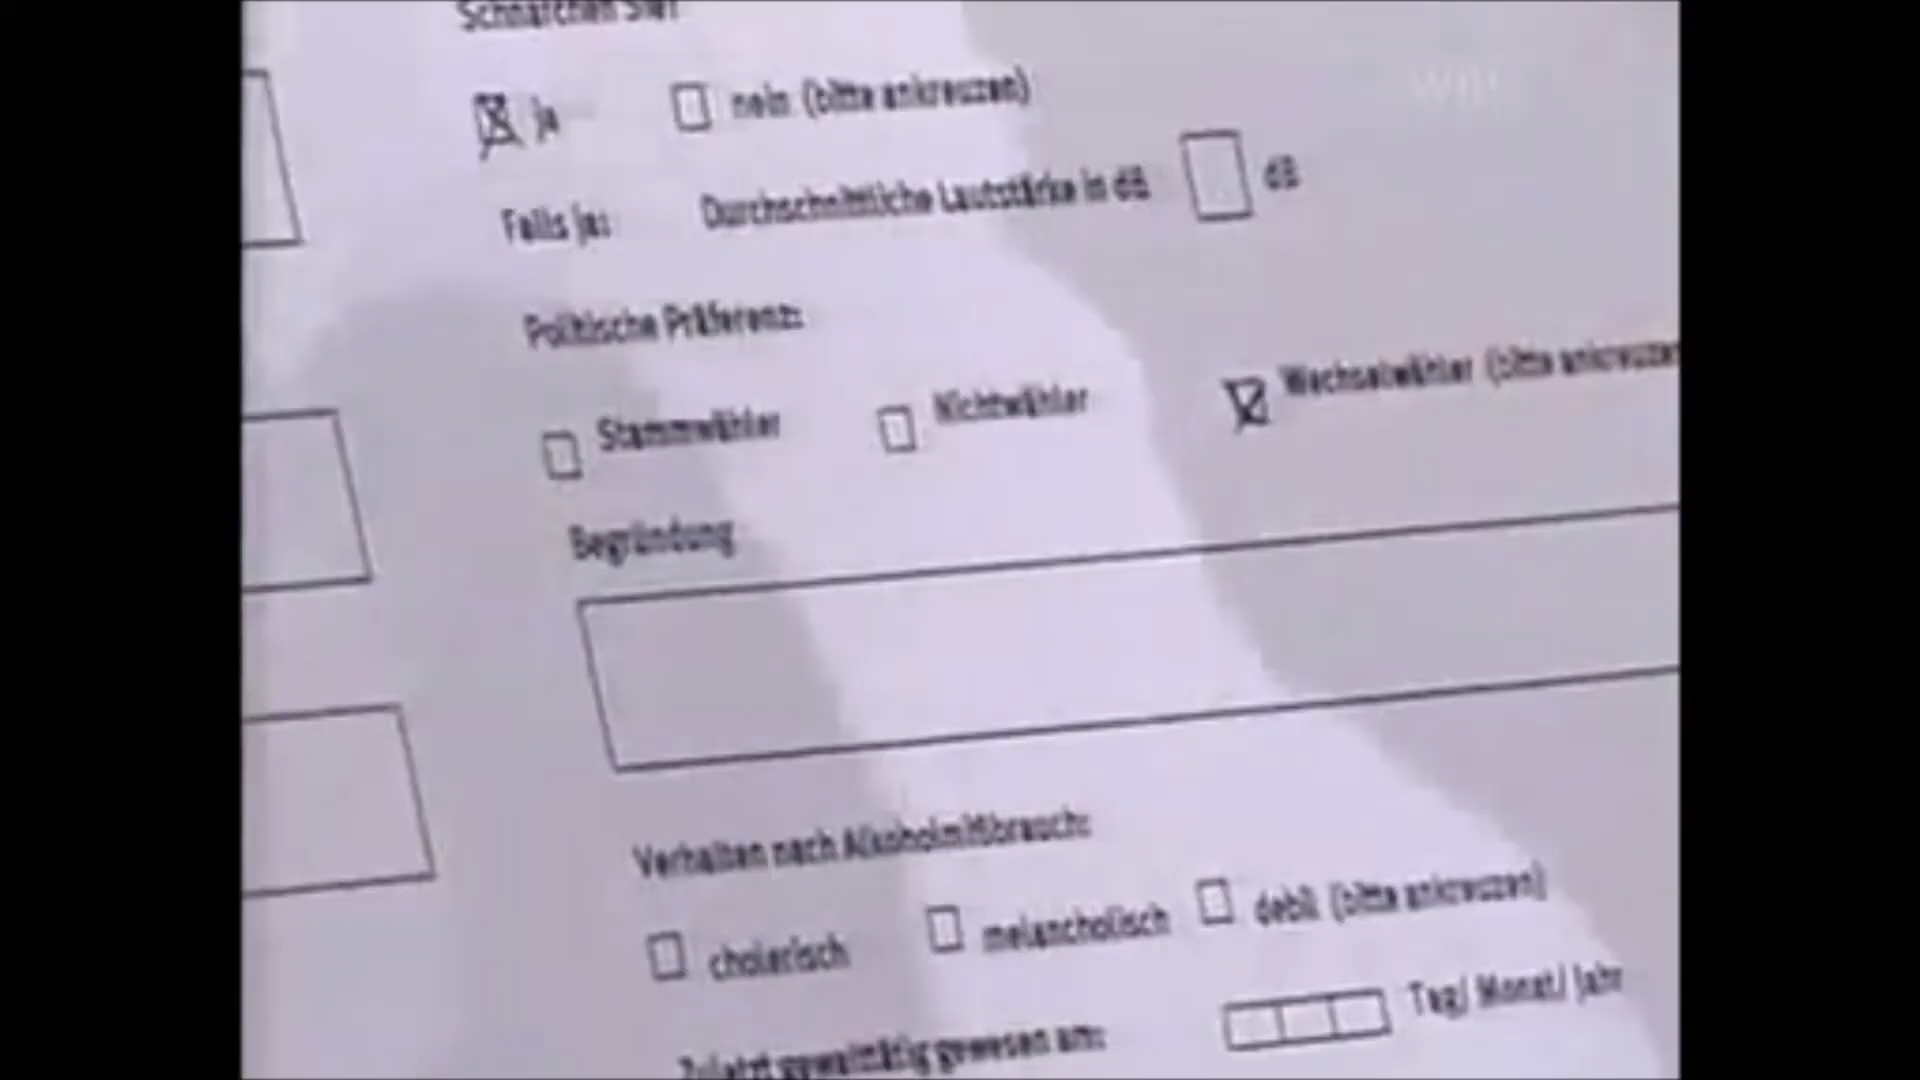 Schnarchen Sie?
ja nein (bitte ankreuzen)
Falls ja: Durchschnittliche Lautstärke in dB dB
Politische Präferenz:
Stammwähler Nichtwähler Wechselwähler (bitte ankreuzen
Begründung
Verhalten nach Alkoholmißbrauch:
cholerisch melancholisch debil (bitte ankreuzen)
Zuletzt gewalttätig gewesen am: Tag/ Monat/ Jahr